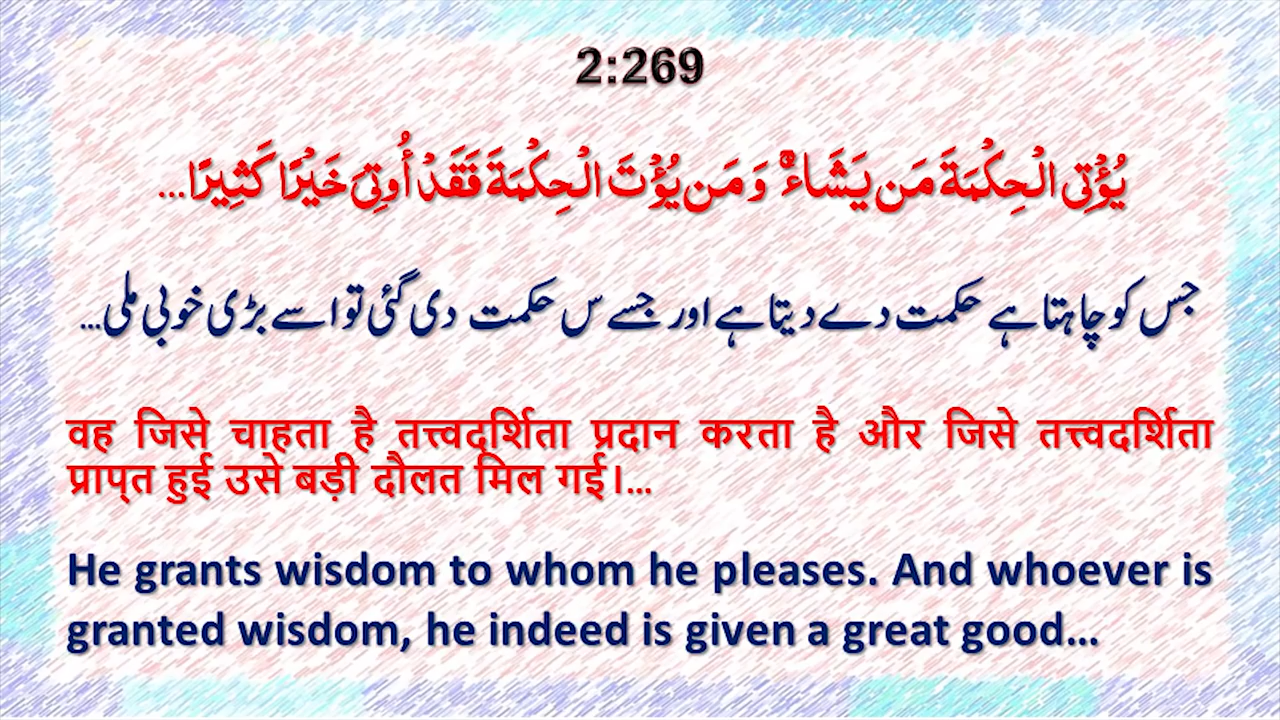 2:269
يُؤْتِي الْحِكْمَةَ مَن يَشَاءُ ۚ وَمَن يُؤْتَ الْحِكْمَةَ فَقَدْ أُوتِيَ خَيْرًا كَثِيرًا...
جس کو چاہتا ہے حکمت دے دیتا ہے اور جسے س حکمت دی گئی تو اسے بڑی خوبی ملی...
वह जिसे चाहता है तत्त्वदर्शिता प्रदान करता है और जिसे तत्त्वदर्शिता
प्राप्त हुई उसे बड़ी दौलत मिल गई।...
He grants wisdom to whom he pleases. And whoever is
granted wisdom, he indeed is given a great good...